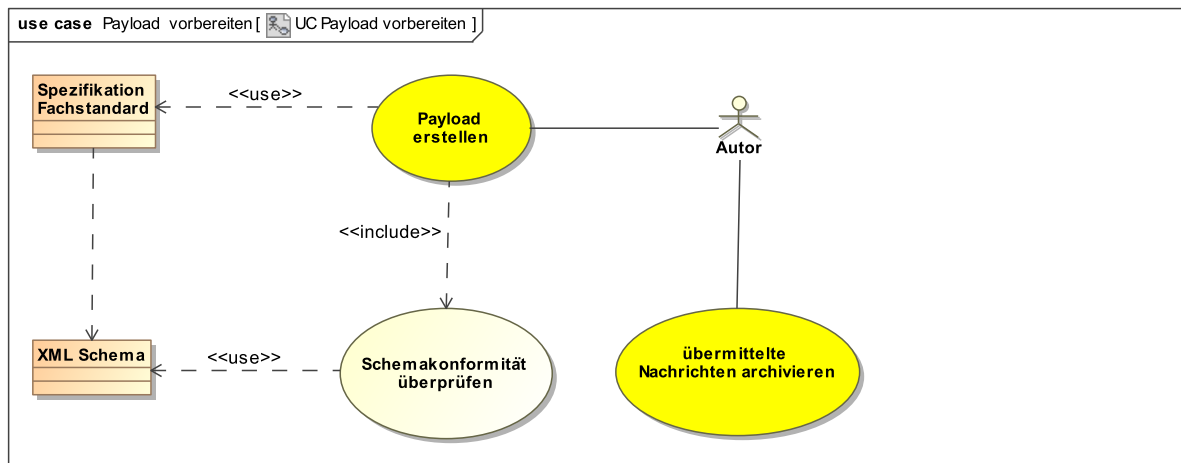 use case Payload vorbereiten [ UC Payload vorbereiten ]
Spezifikation
Fachstandard
<<use>>
Payload
erstellen
Autor
<<include>>
XML Schema
<<use>>
Schemakonformität
überprüfen
übermittelte
Nachrichten archivieren